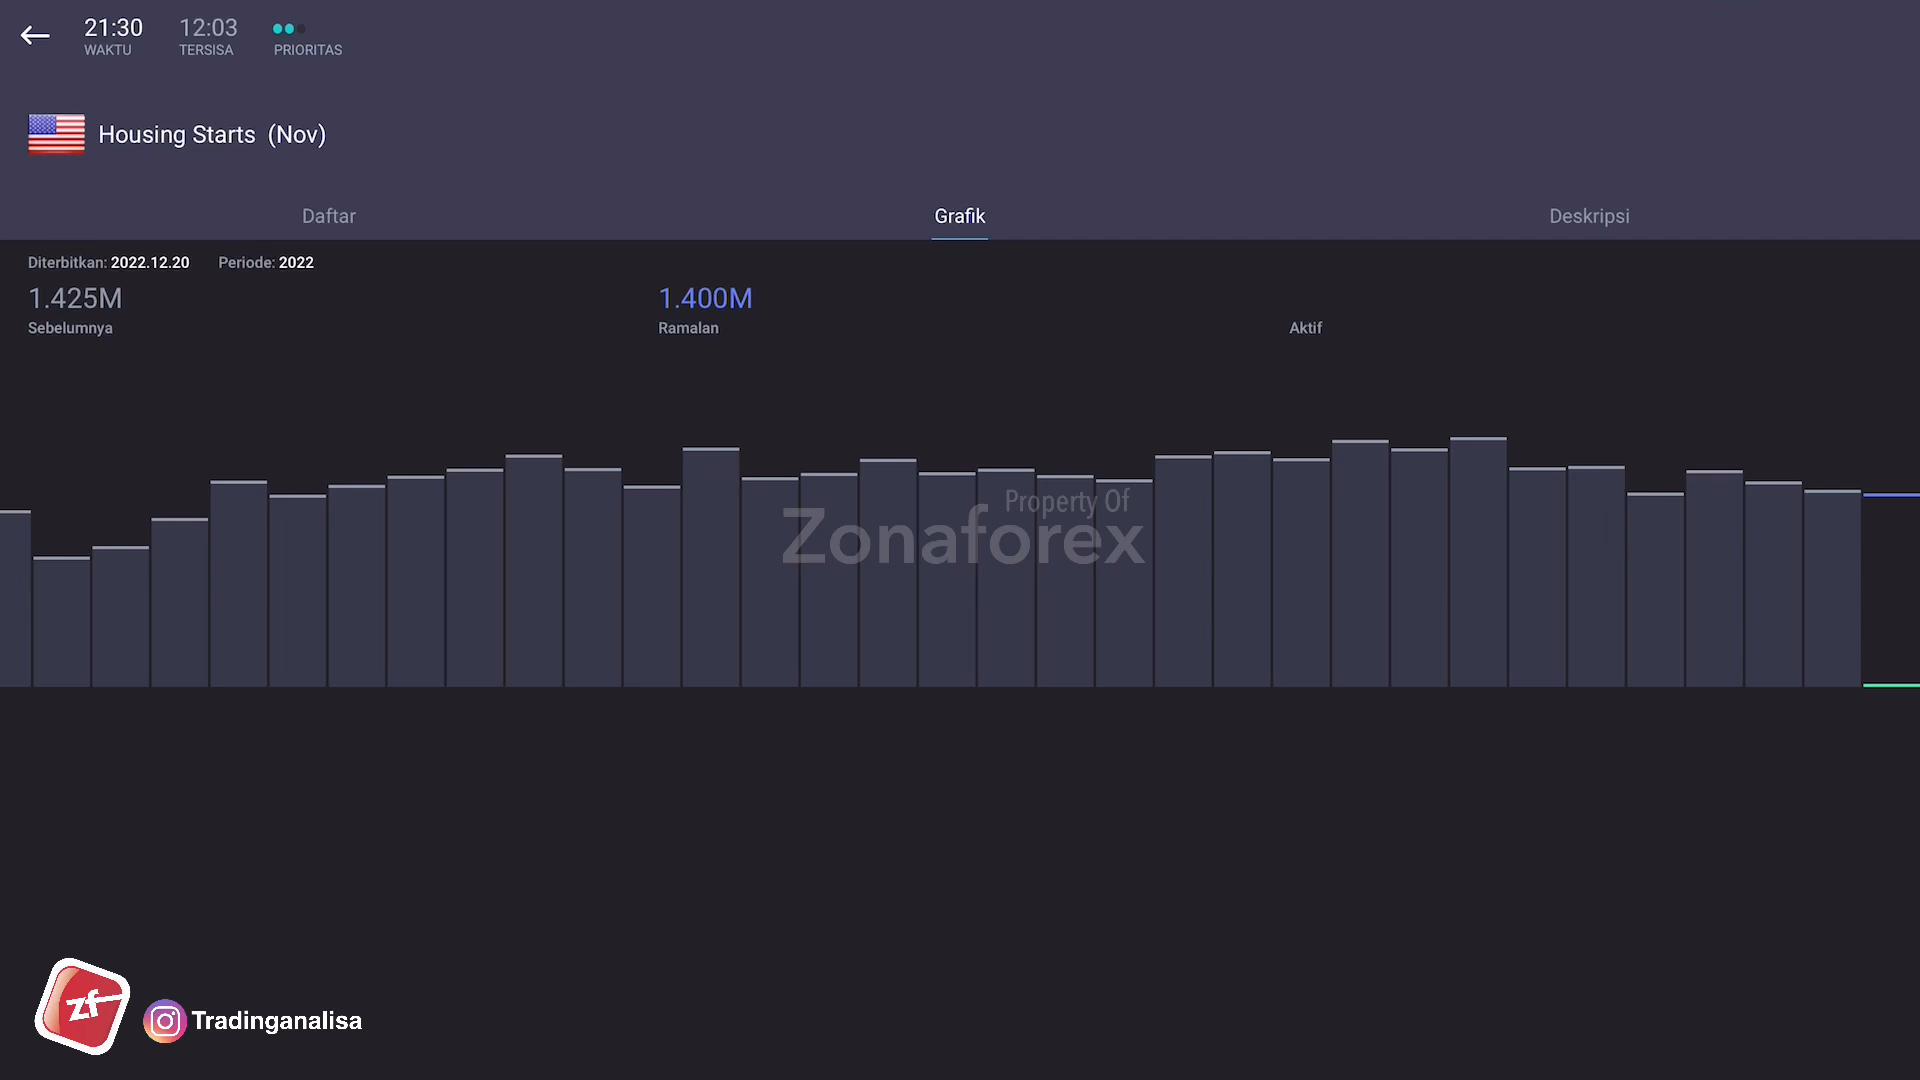 21:30 12:03
WAKTU TERSISA PRIORITAS
Housing Starts (Nov)
Daftar Grafik Deskripsi
Diterbitkan: 2022.12.20 Periode: 2022
1.425M 1.400M
Sebelumnya Ramalan Aktif
Property Of
Zonaforex
zf
Tradinganalisa